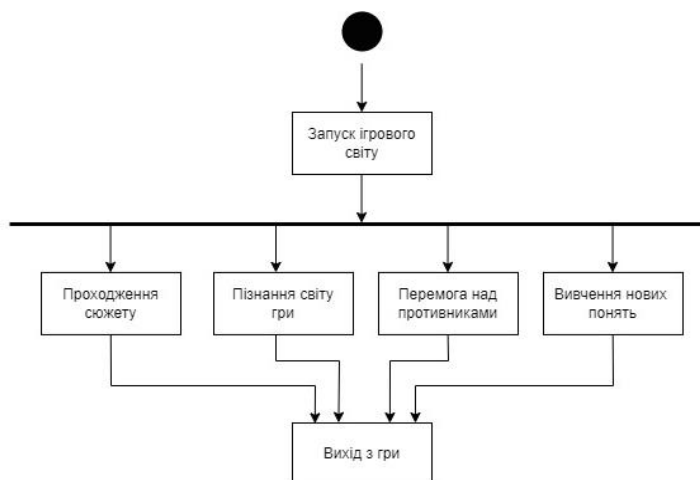 Запуск ігрового
світу
Проходження
сюжету
Пізнання світу
гри
Перемога над
противниками
Вивчення нових
понять
Вихід з гри